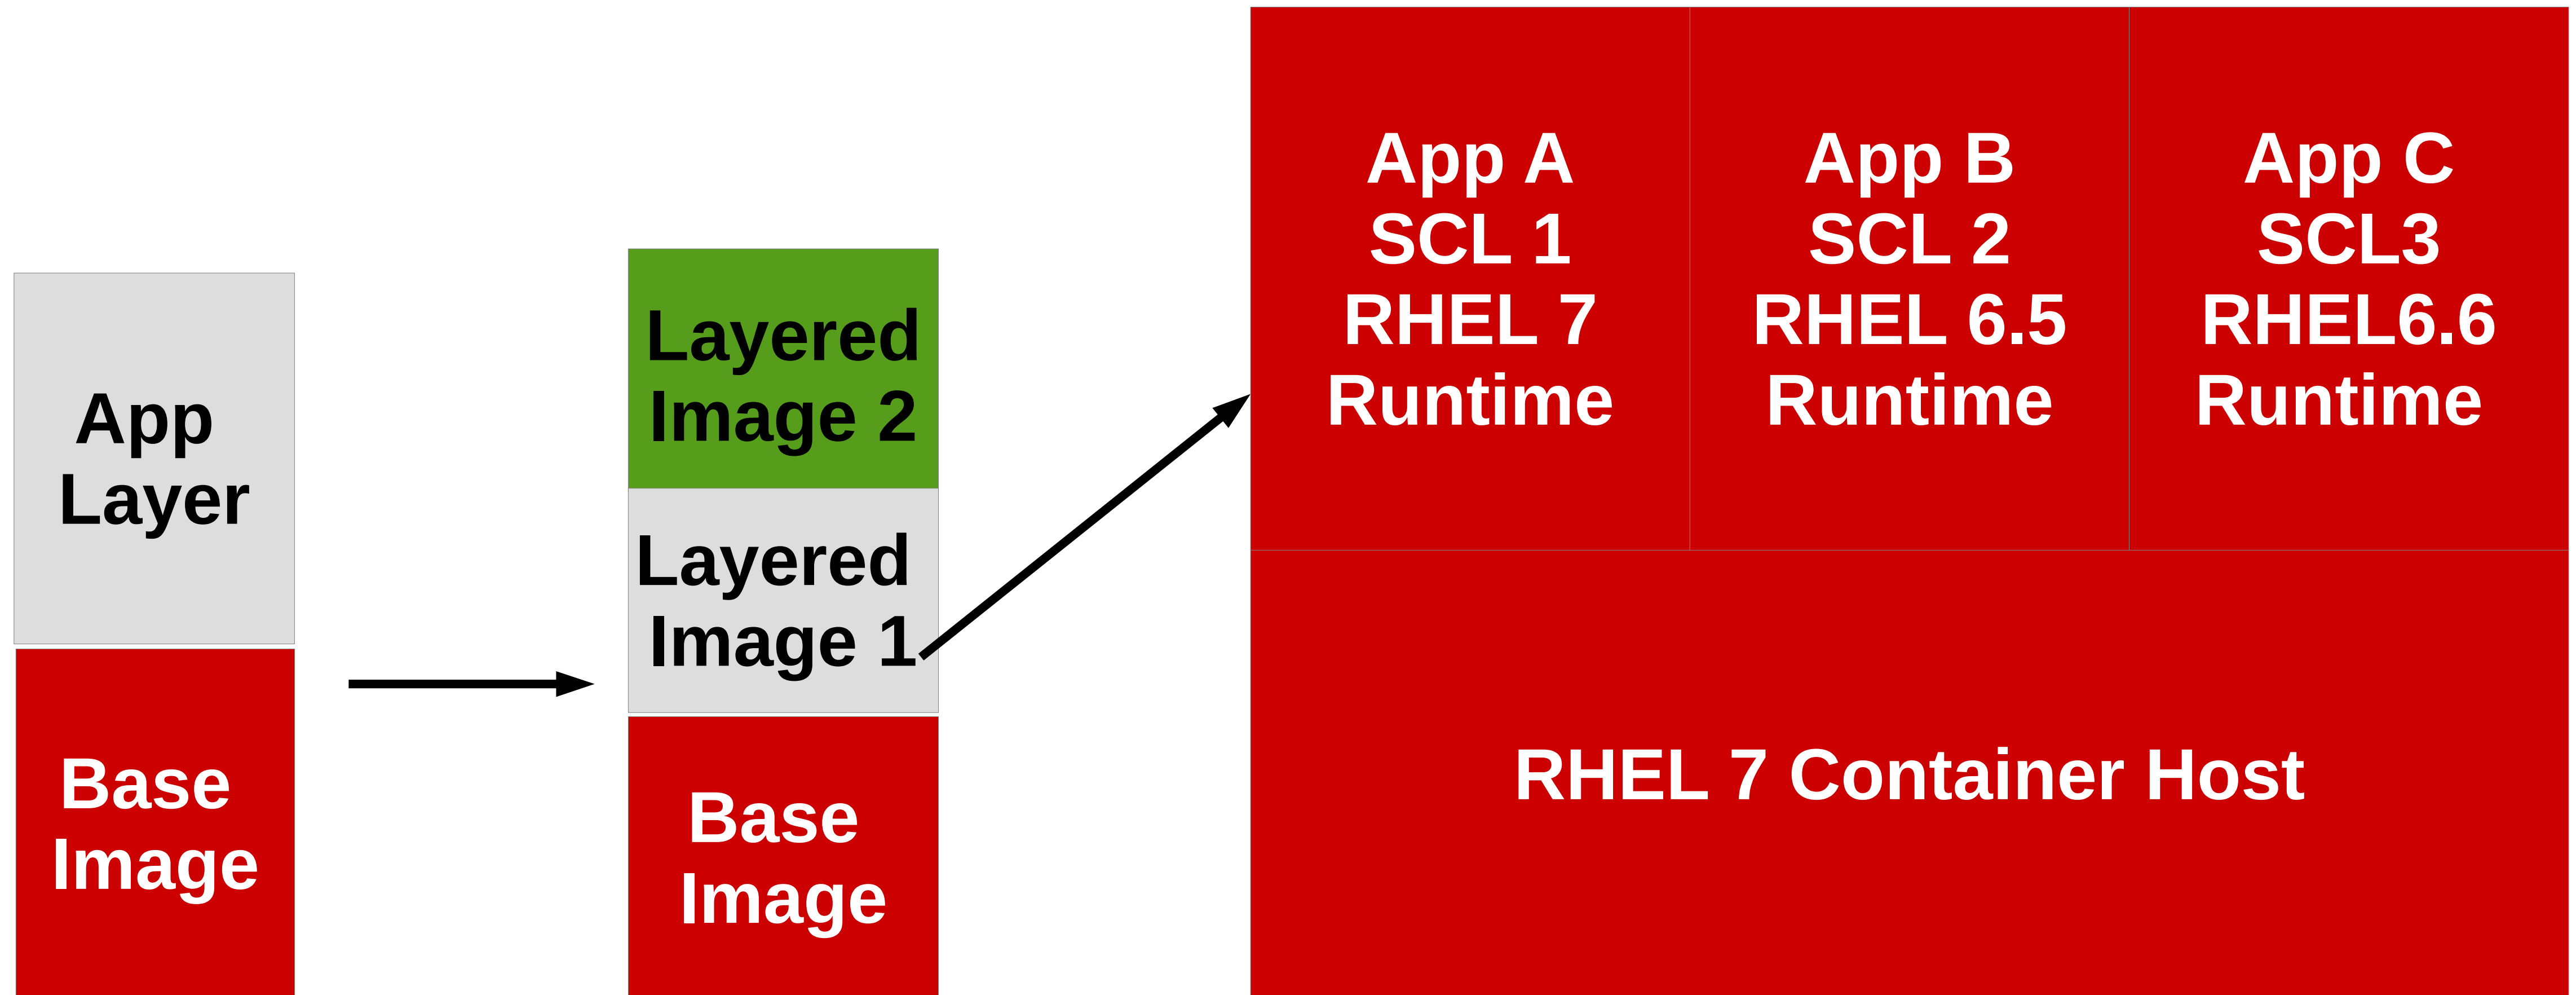 App
Layer
Base
Image
Layered
Image 2
Layered
Image 1
Base
Image
App A
SCL 1
RHEL 7
Runtime
App B
SCL 2
RHEL 6.5
Runtime
App C
SCL3
RHEL6.6
Runtime
RHEL 7 Container Host